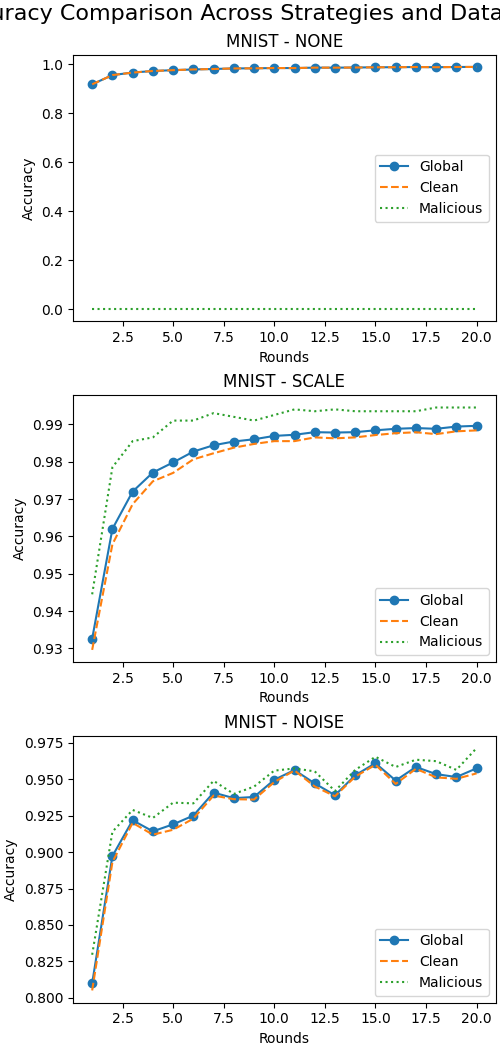 uracy Comparison Across Strategies and Data
MNIST - NONE
1.0
0.8
0.6
0.4
0.2
0.0
Accuracy
Global
Clean
Malicious
2.5 5.0 7.5 10.0 12.5 15.0 17.5 20.0
Rounds
MNIST - SCALE
0.99
0.98
0.97
0.96
0.95
0.94
0.93
Accuracy
Global
Clean
Malicious
2.5 5.0 7.5 10.0 12.5 15.0 17.5 20.0
Rounds
MNIST - NOISE
0.975
0.950
0.925
0.900
0.875
0.850
0.825
0.800
Accuracy
Global
Clean
Malicious
2.5 5.0 7.5 10.0 12.5 15.0 17.5 20.0
Rounds